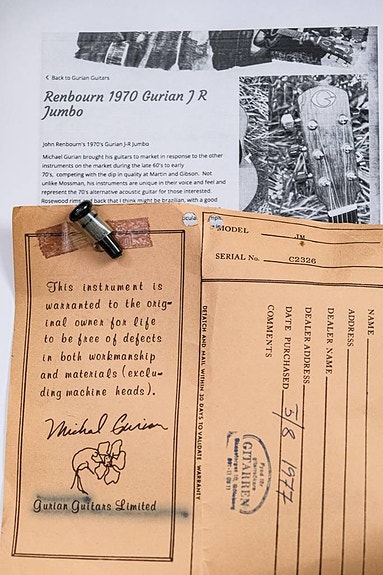 < Back to Gurian Guitars
Renbourn 1970 Gurian J R
Jumbo
John Renbourn's 1970's Gurian J-R Jumbo
Michael Gurian brought his guitars to market in response to the other
instruments on the market during the late 60's to early
70's, competing with the dip in quality at Martin and Gibson. Not
unlike Mossman, his instruments are unique in their voice and feel and
represent the 70's alternative acoustic guitar for those interested.
Rosewood rims and back that I think might be brazilian, with a good
G
This instrument is
warranted to the orig-
inal owner for life
to be free of defects
in both workmanship
and materials (exclu-
ding machine heads).
Michael Gurian
Gurian Guitars Limited
DETATCH AND MAIL WITHIN 30 DAYS TO VALIDATE WARRANTY
MODEL JM
SERIAL No. C2326
NAME
ADDRESS
DEALER NAME
DEALER ADDRESS
DATE PURCHASED 5/8 1977
COMMENTS
GITARREN